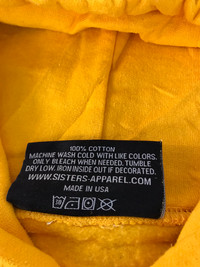 100% COTTON
MACHINE WASH COLD WITH LIKE COLORS.
ONLY BLEACH WHEN NEEDED. TUMBLE
DRY LOW. IRON INSIDE OUT IF DECORATED.
WWW.SISTERS-APPAREL.COM
MADE IN USA